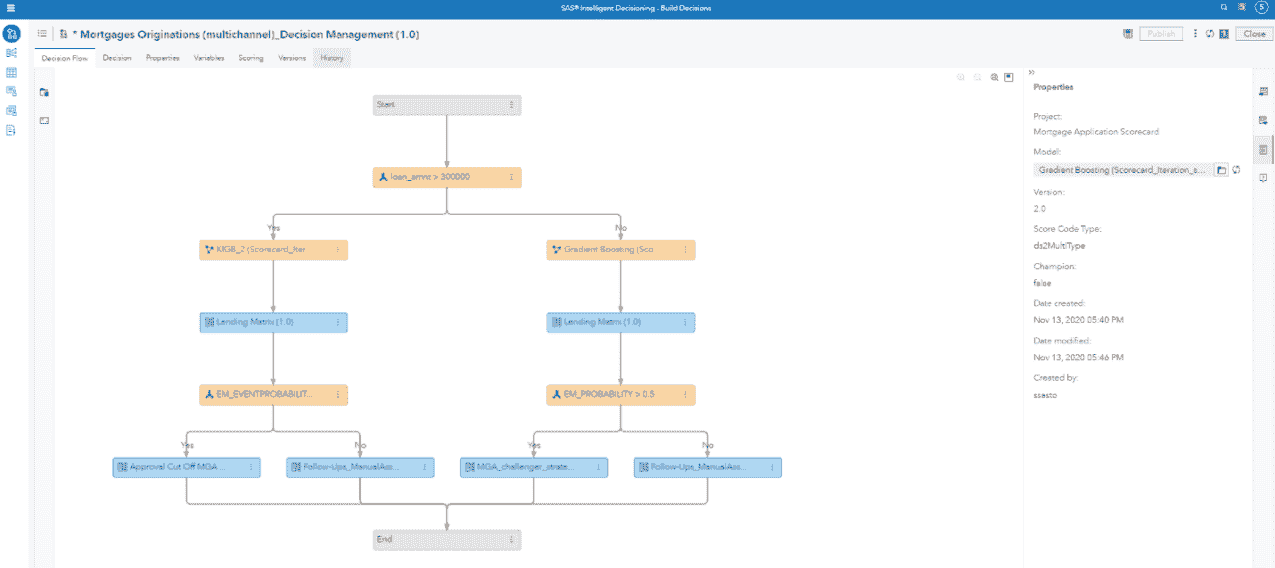 SAS® Intelligent Decisioning - Build Decisions
* Mortgages Originations (multichannel)_Decision Management (1.0)
Publish
Close
Decision Flow
Decision
Properties
Variables
Scoring
Versions
History
Start
loan_amnt > 300000
Yes
No
(Scorecard_Iter
Gradient Boosting (Sco
Lending Matrix (1.0)
Lending Matrix (1.0)
EM_EVENTPROBABILIT...
EM_PROBABILITY > 0.5
Yes
No
Yes
No
Approval Cut Off MGA ...
Follow-Ups_ManualAss...
MGA_challenger_strate...
Follow-Ups_ManualAss...
End
Properties
Project:
Mortgage Application Scorecard
Model:
Gradient Boosting (Scorecard_Iteration_s...
Version:
2.0
Score Code Type:
ds2MultiType
Champion:
false
Date created:
Nov 13, 2020 05:40 PM
Date modified:
Nov 13, 2020 05:46 PM
Created by: